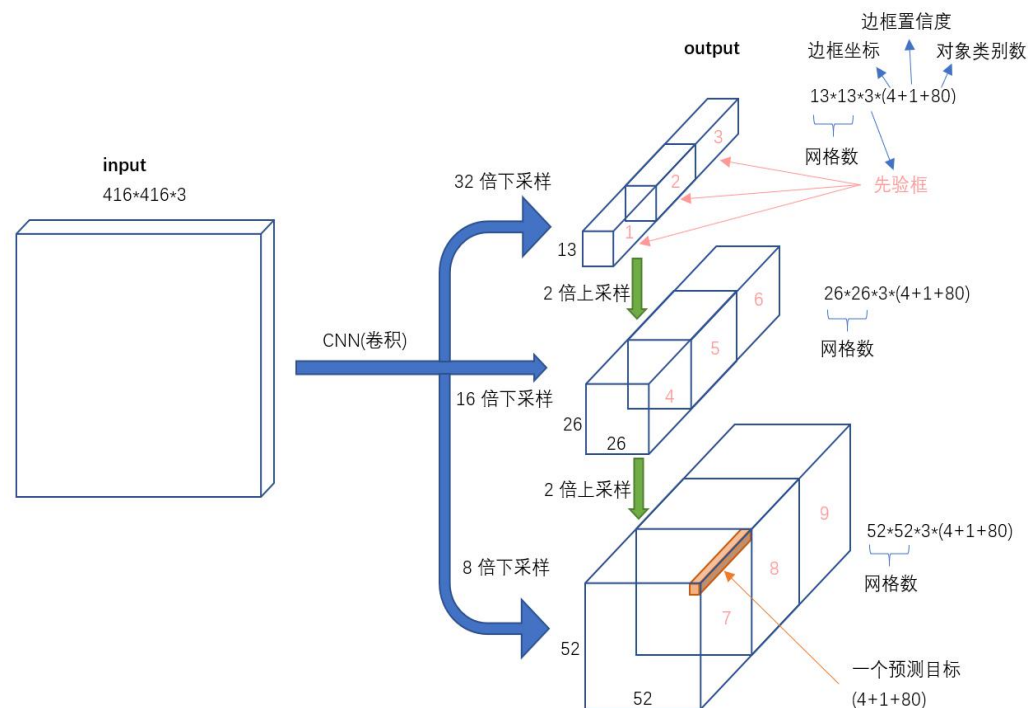 input
416*416*3
CNN(卷积)
32 倍下采样
16 倍下采样
8 倍下采样
output
边框置信度
边框坐标
对象类别数
13*13*3*(4+1+80)
网格数
先验框
3
2
1
13
2 倍上采样
6
5
4
26
26
26*26*3*(4+1+80)
网格数
2 倍上采样
9
8
7
52
52
52*52*3*(4+1+80)
网格数
一个预测目标
(4+1+80)